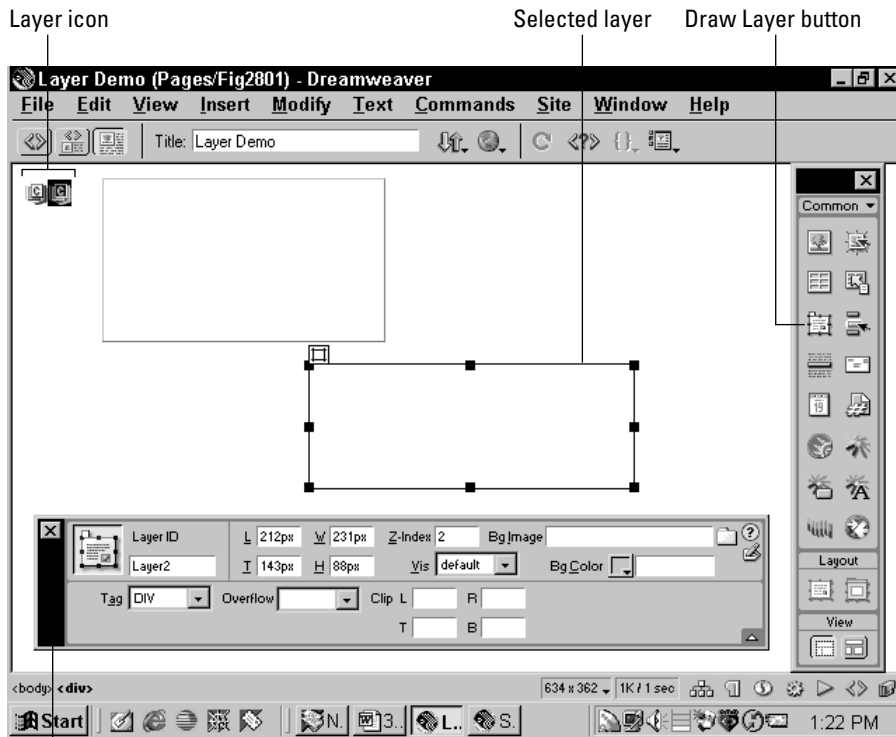 Layer icon Selected layer Draw Layer button
Layer Demo (Pages/Fig2801) - Dreamweaver
File Edit View Insert Modify Text Commands Site Window Help
Title: Layer Demo
Common
Layer ID L 212px W 231px Z-Index 2 Bg Image
Layer2 T 143px H 88px Vis default Bg Color
Tag DIV Overflow Clip L R
T B
19
A
Layout
View
<body> <div> 634 x 362 1K / 1 sec
Start N. 3.. L.. S. 1:22 PM